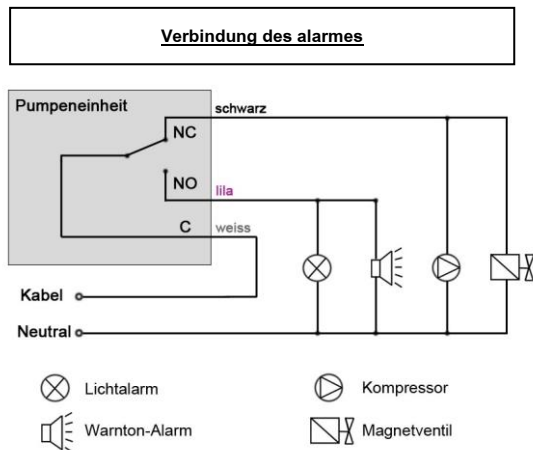 Verbindung des alarmes
Pumpeneinheit
schwarz
NC
NO
lila
C
weiss
Kabel
Neutral
Lichtalarm
Kompressor
Warnton-Alarm
Magnetventil